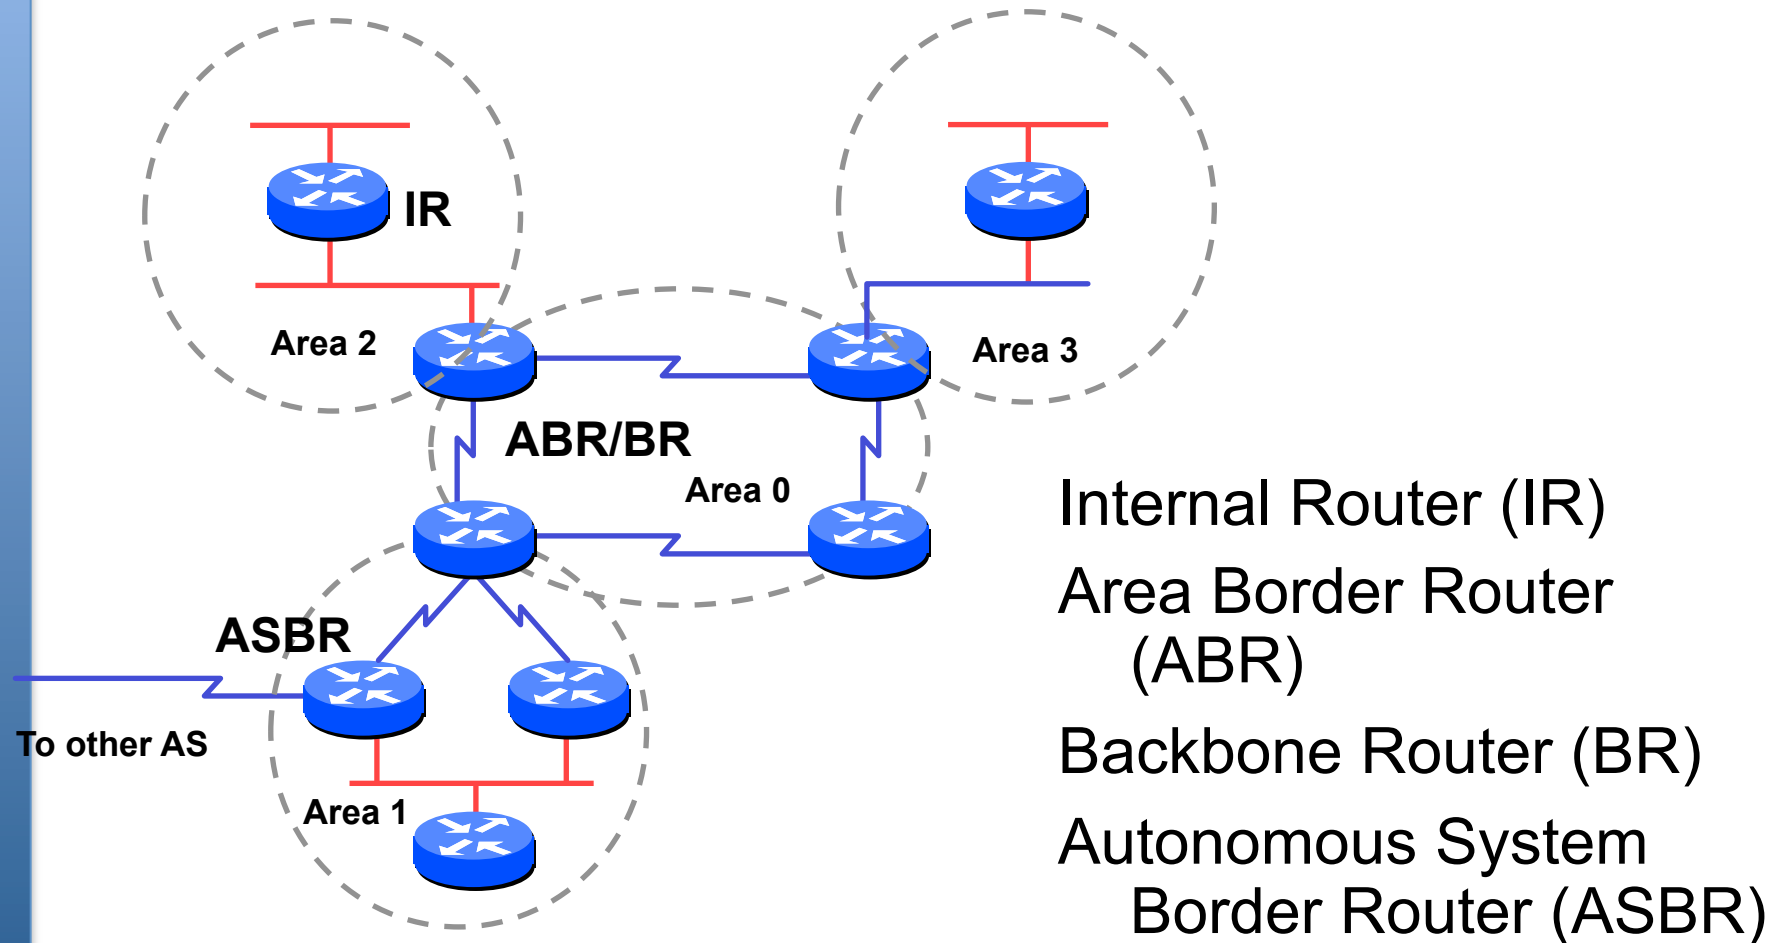 IR
Area 2
Area 3
ABR/BR
Area 0
ASBR
To other AS
Area 1
Internal Router (IR)
Area Border Router
(ABR)
Backbone Router (BR)
Autonomous System
Border Router (ASBR)